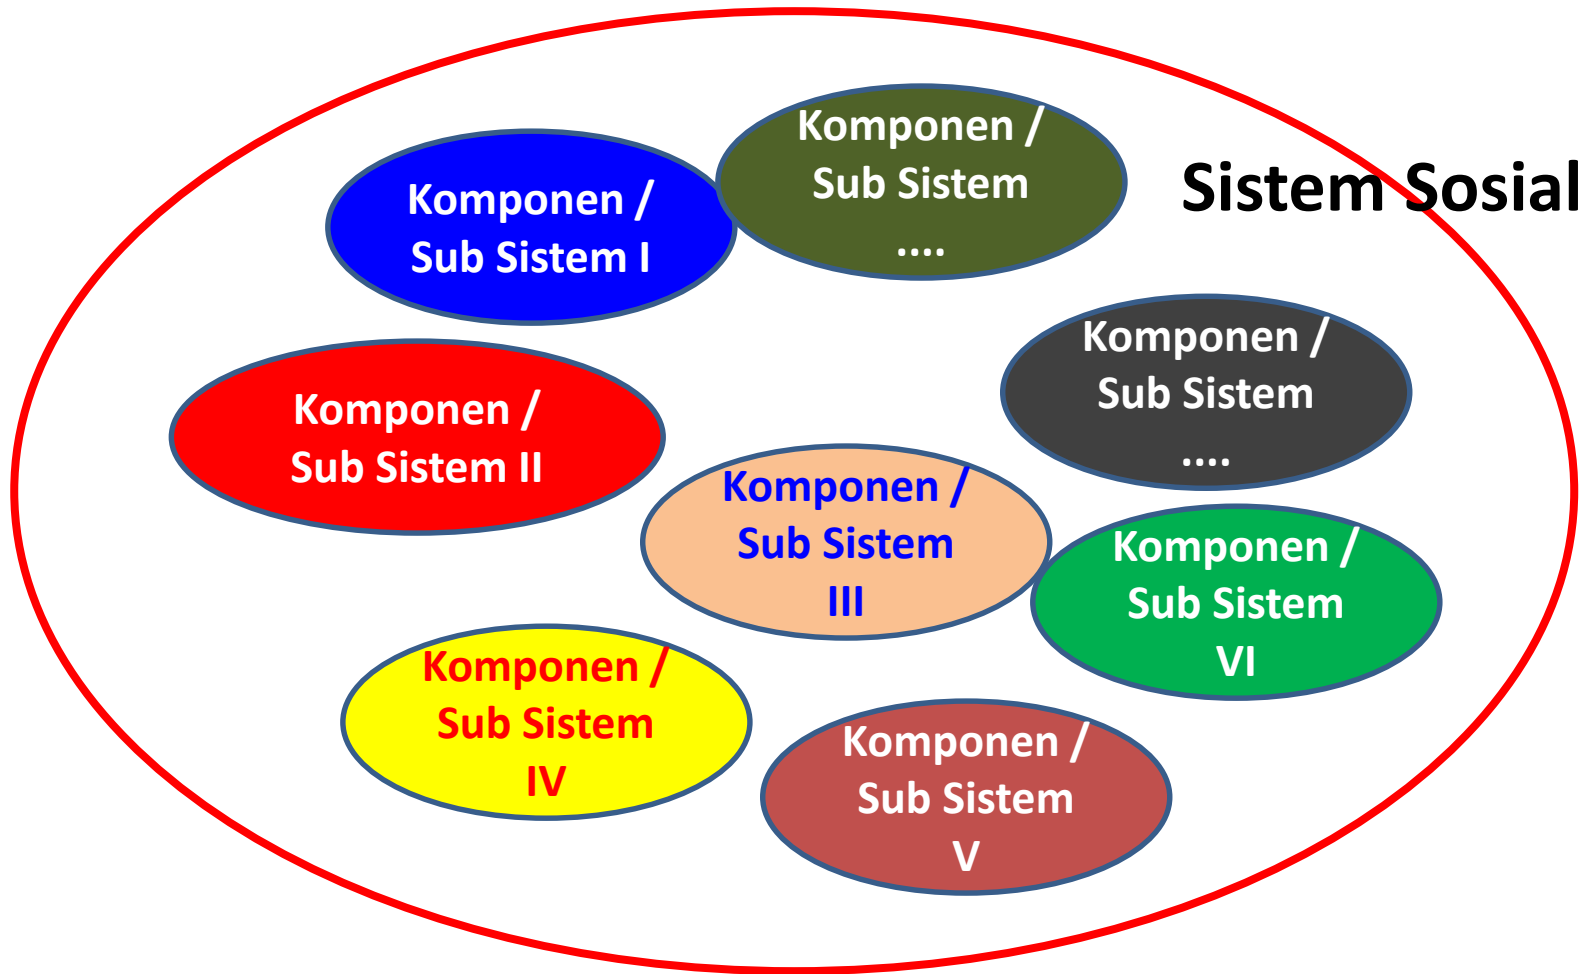 Komponen /
Sub Sistem
....
Sistem Sosial
Komponen /
Sub Sistem I
Komponen /
Sub Sistem
....
Komponen /
Sub Sistem II
Komponen /
Sub Sistem
III
Komponen /
Sub Sistem
VI
Komponen /
Sub Sistem
IV
Komponen /
Sub Sistem
V